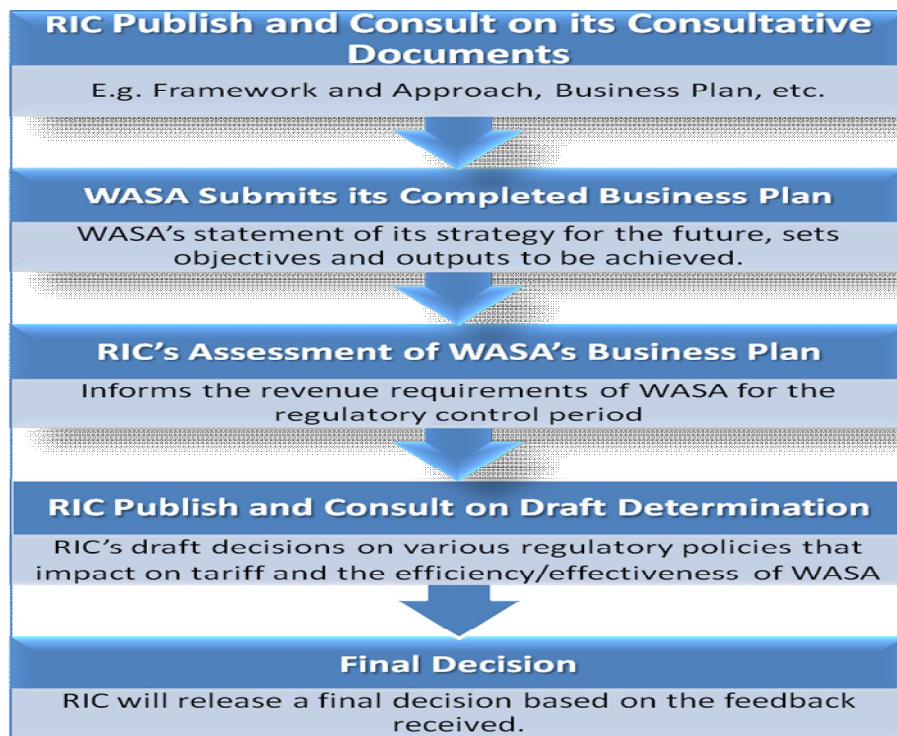 RIC Publish and Consult on its Consultative
Documents
E.g. Framework and Approach, Business Plan, etc.
WASA Submits its Completed Business Plan
WASA's statement of its strategy for the future, sets
objectives and outputs to be achieved.
RIC's Assessment of WASA's Business Plan
Informs the revenue requirements of WASA for the
regulatory control period
RIC Publish and Consult on Draft Determination
RIC's draft decisions on various regulatory policies that
impact on tariff and the efficiency/effectiveness of WASA
Final Decision
RIC will release a final decision based on the feedback
received.